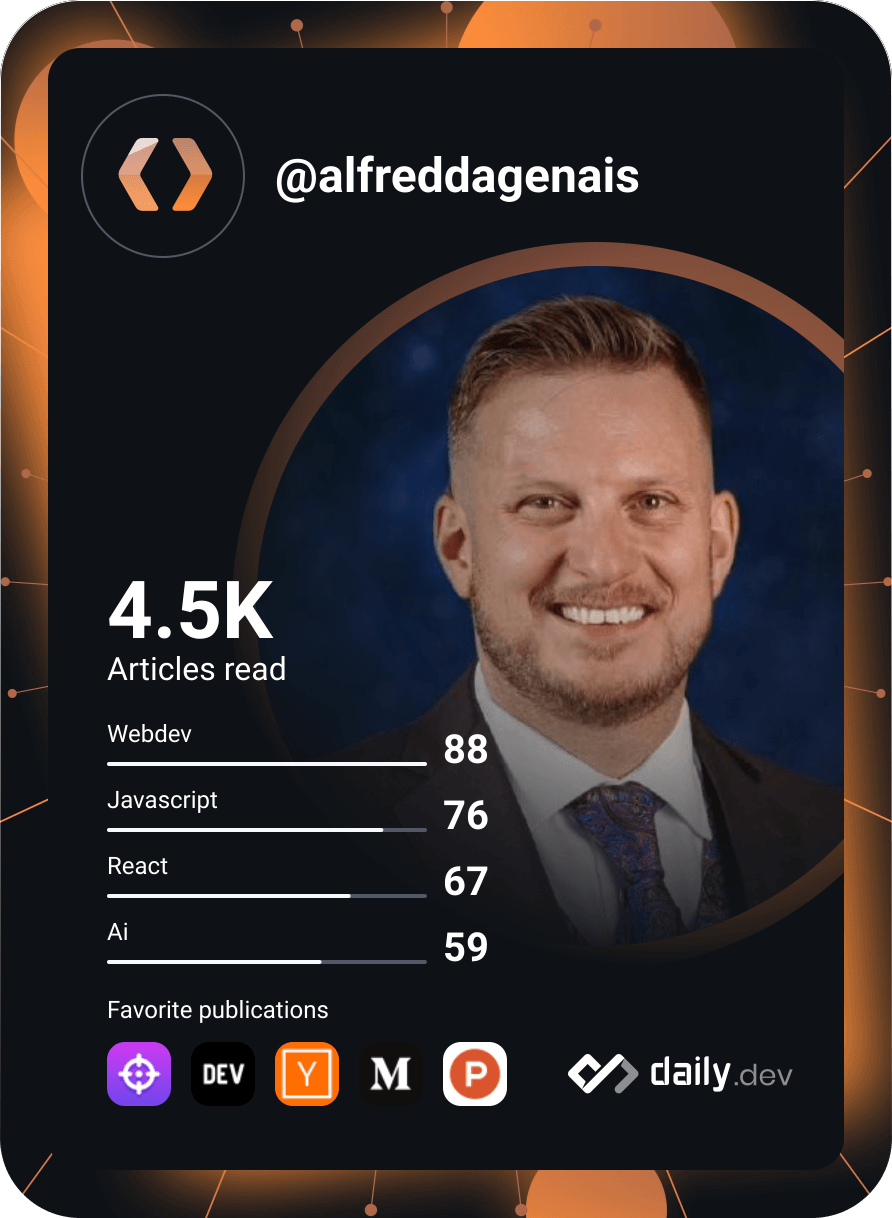 @alfreddagenais
4.5K
Articles read
Webdev
88
Javascript
76
React
67
Ai
59
Favorite publications
DEV
Y
M
P
daily.dev